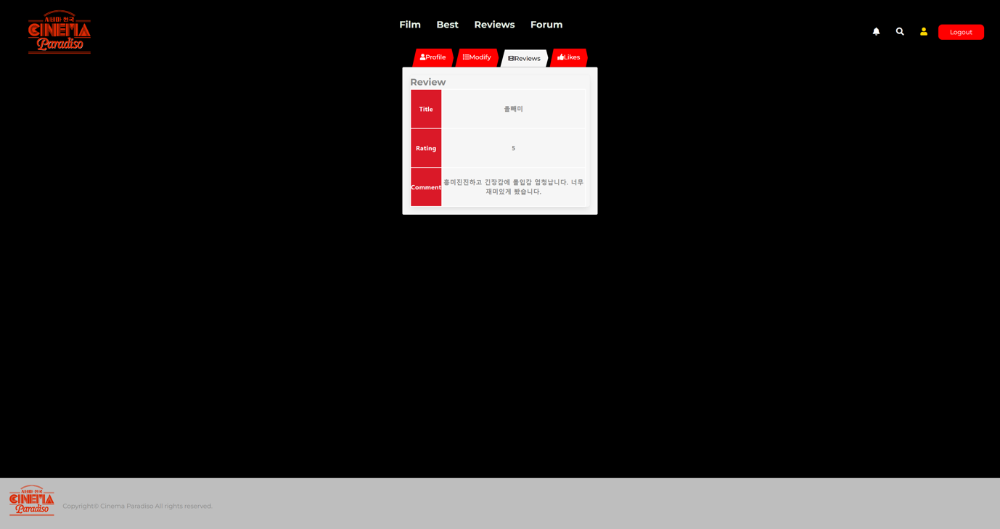 시네마 천국
CINEMA
Paradiso
Film Best Reviews Forum
Logout
Profile Modify Reviews Likes
Review
Title 올빼미
Rating 5
Comment 흥미진진하고 긴장감에 몰입감 엄청납니다. 너무
재미있게 봤습니다.
시네마 천국
CINEMA
Paradiso
Copyright© Cinema Paradiso All rights reserved.